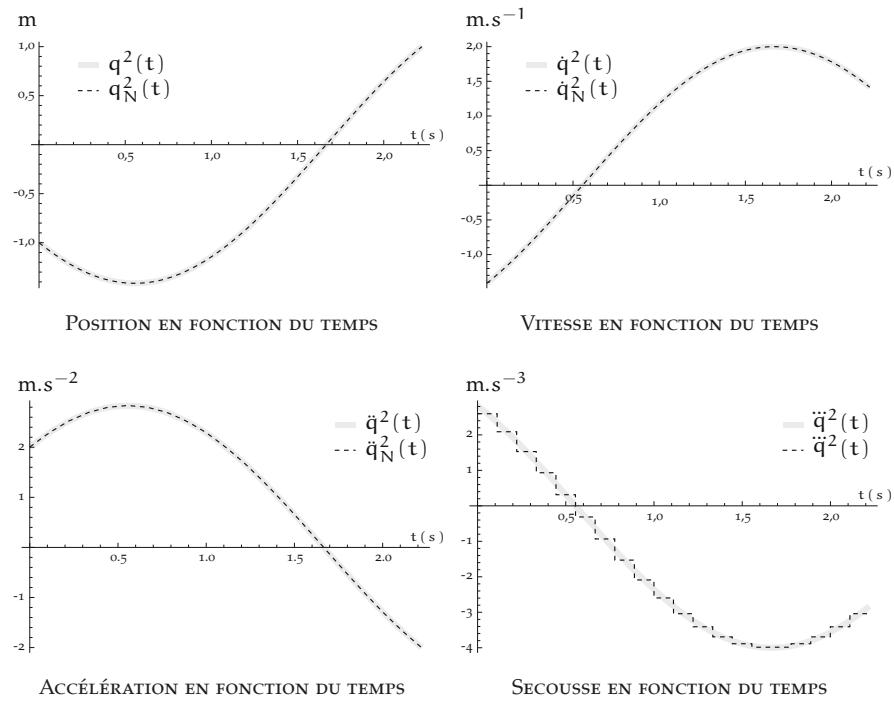 m
1,0
0,5
-0,5
-1,0
q²(t)
q²_N(t)
0,5 1,0 1,5 2,0
t(s)
Position en fonction du temps
m.s⁻¹
2,0
1,5
1,0
0,5
-0,5
-1,0
q̇²(t)
q̇²_N(t)
0,5 1,0 1,5 2,0
t(s)
Vitesse en fonction du temps
m.s⁻²
2
1
-1
-2
q̈²(t)
q̈²_N(t)
0.5 1.0 1.5 2.0
t(s)
Accélération en fonction du temps
m.s⁻³
2
1
-1
-2
-3
-4
q⃛²(t)
q⃛²(t)
0,5 1,0 1,5 2,0
t(s)
Secousse en fonction du temps